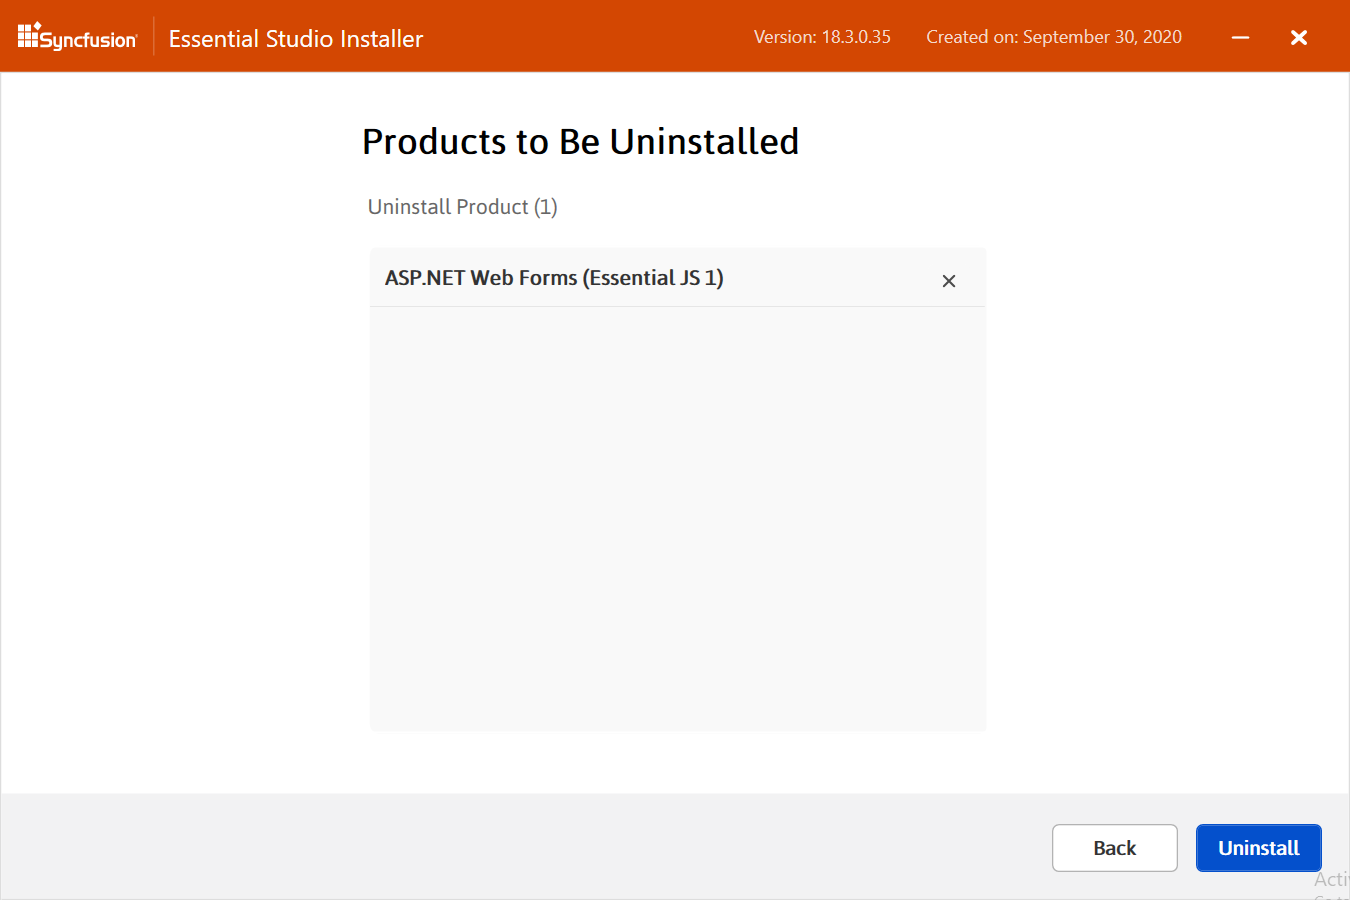 Syncfusion
Essential Studio Installer
Version: 18.3.0.35
Created on: September 30, 2020
Products to Be Uninstalled
Uninstall Product (1)
ASP.NET Web Forms (Essential JS 1)
Back
Uninstall
Acti